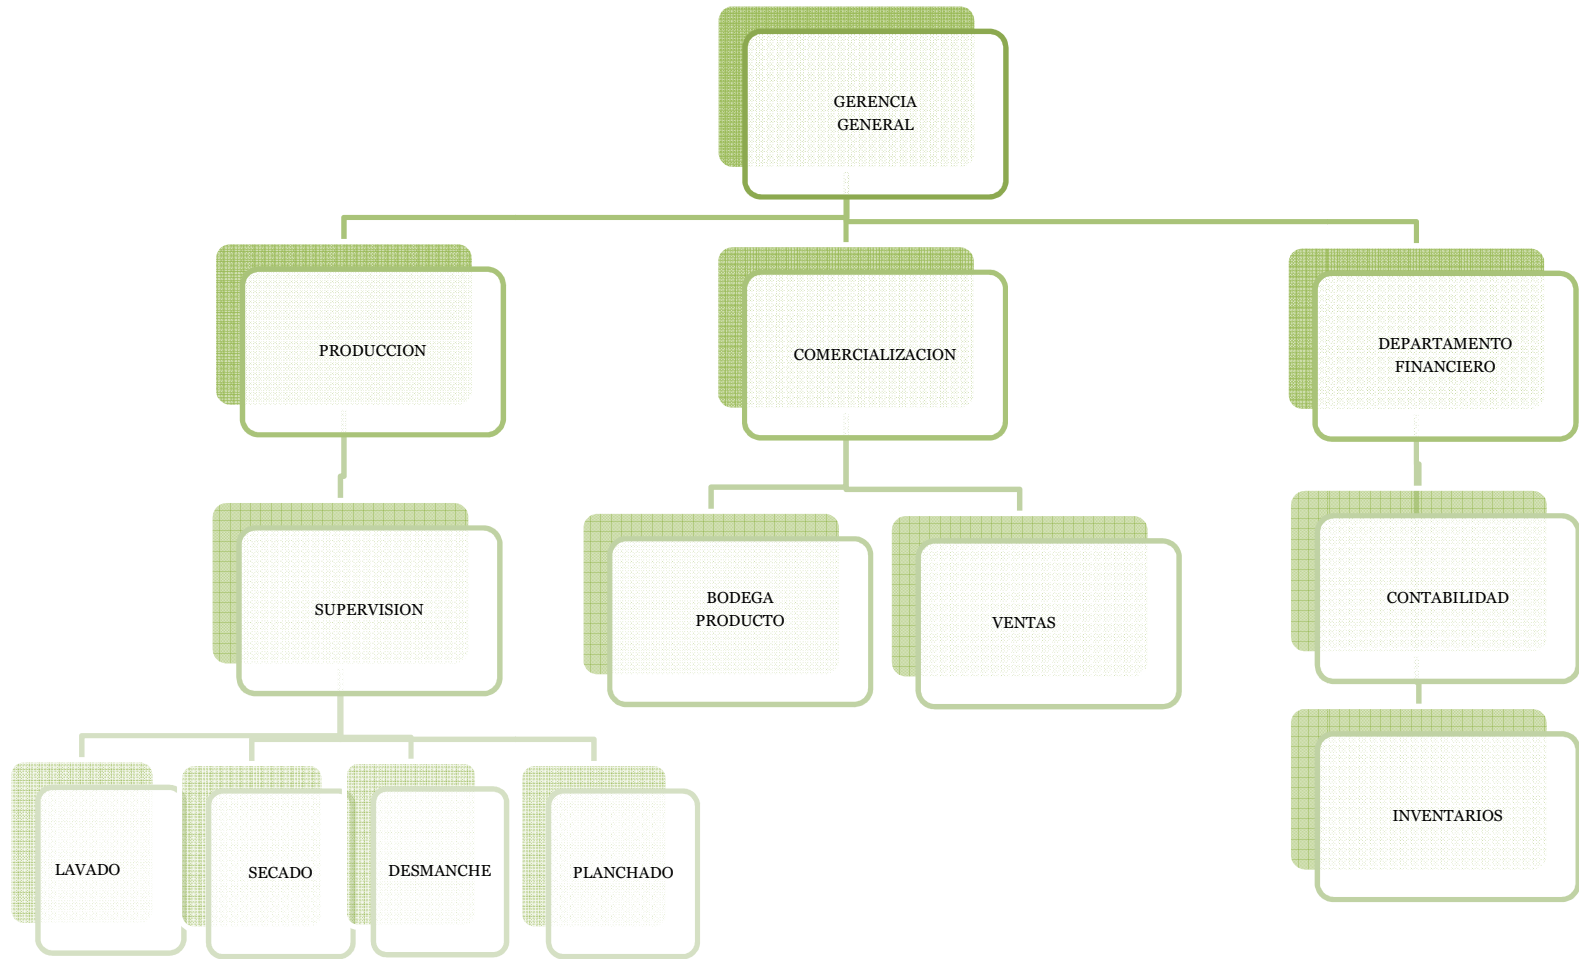 GERENCIA
GENERAL
PRODUCCION
COMERCIALIZACION
DEPARTAMENTO
FINANCIERO
SUPERVISION
BODEGA
PRODUCTO
VENTAS
CONTABILIDAD
LAVADO
SECADO
DESMANCHE
PLANCHADO
INVENTARIOS